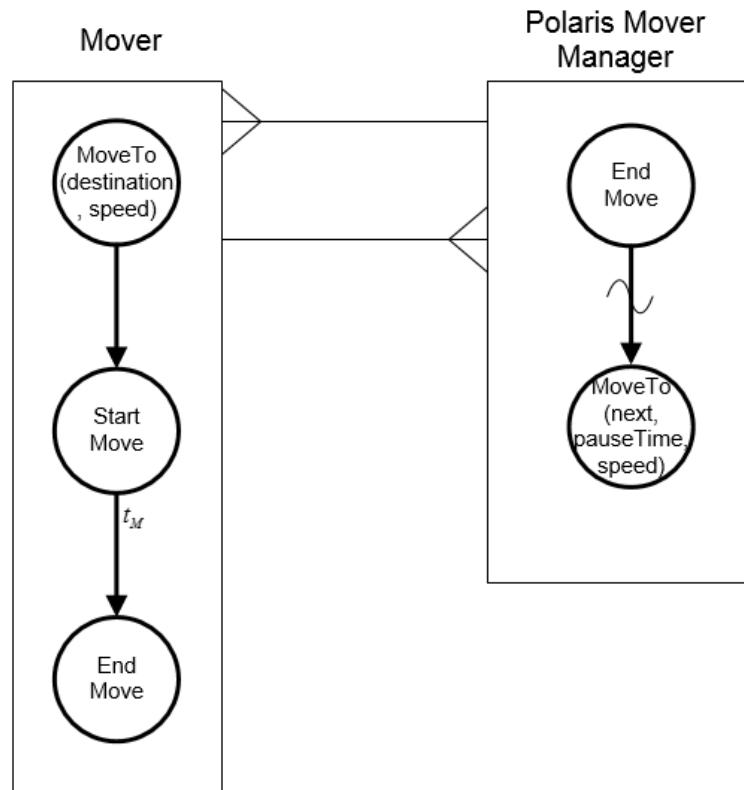 Mover
MoveTo
(destination
, speed)
Start
Move
t_M
End
Move
Polaris Mover
Manager
End
Move
MoveTo
(next,
pauseTime,
speed)